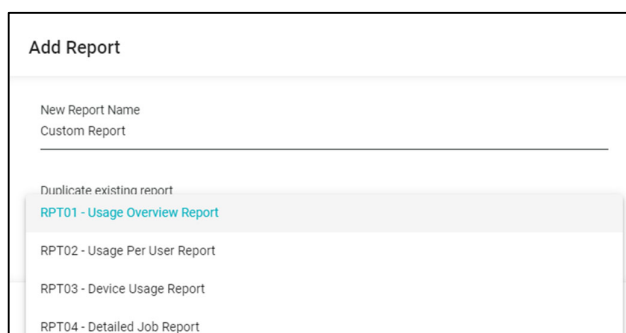 Add Report
New Report Name
Custom Report
Duplicate existing report
RPT01 - Usage Overview Report
RPT02 - Usage Per User Report
RPT03 - Device Usage Report
RPT04 - Detailed Job Report